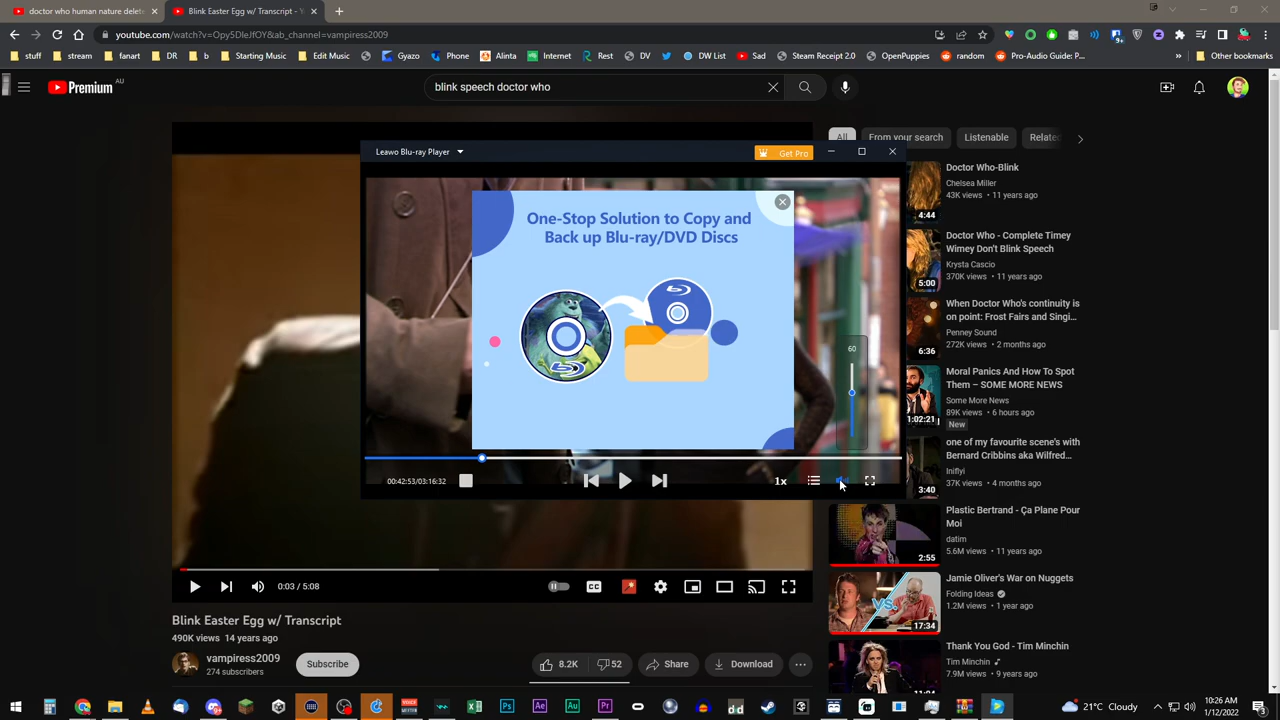 doctor who human nature delete
Blink Easter Egg w/ Transcript - Y
youtube.com/watch?v=Opy5DleJfOY&ab_channel=vampiress2009
stuff
stream
fanart
DR
b
Stuffing
Edit Music
Gyazo
Phone
Alinta
Internet
Rest
DV
DW List
Sad
OpenPuppies
random
Pro-Audio Guide: P...
Other bookmarks
Premium
AU
blink speech doctor who
All
From your search
Listenable
Related
Leawo Blu-ray Player
Get Pro
One-Stop Solution to Copy and
Back up Blu-ray/DVD Discs
60
00:42:53/03:16:32
1x
0:03 / 5:08
CC
Blink Easter Egg w/ Transcript
490K views • 14 years ago
vampiress2009
274 subscribers
Subscribe
8.2K
52
Share
Download
Doctor Who-Blink
Chelsea Miller
43K views • 11 years ago
4:44
Doctor Who - Complete Timey
Wimey Don't Blink Speech
Krysta Cascio
370K views • 11 years ago
5:00
When Doctor Who's continuity is
on point: Frost Fairs and Singi...
Penney Sound
272K views • 2 months ago
6:36
Moral Panics And How To Spot
Them – SOME MORE NEWS
Some More News
89K views • 6 hours ago
1:02:21
New
one of my favourite scene's with
Bernard Cribbins aka Wilfred...
Iniflyi
37K views • 4 months ago
3:40
Plastic Bertrand - Ça Plane Pour
Moi
datim
5.6M views • 11 years ago
2:55
Jamie Oliver's War on Nuggets
Folding Ideas
1.2M views • 1 year ago
VS.
17:34
Thank You God - Tim Minchin
Tim Minchin
7.9M views • 9 years ago
21°C Cloudy
10:26 AM
1/12/2022